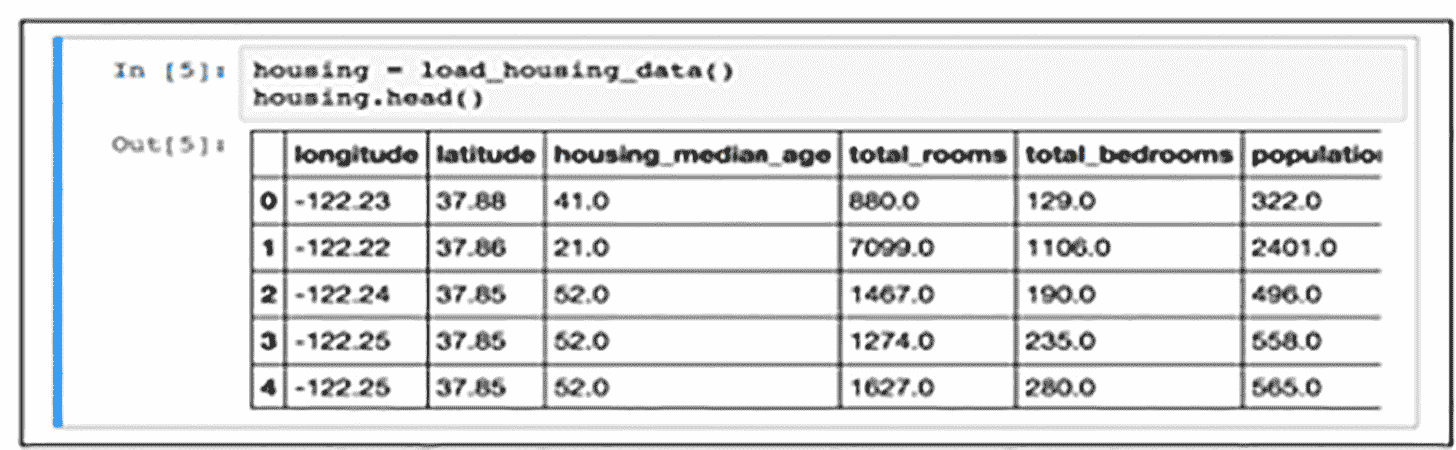 In [5]: housing = load_housing_data()
housing.head()
Out[5]:
longitude latitude housing_median_age total_rooms total_bedrooms populatio
0 -122.23 37.88 41.0 880.0 129.0 322.0
1 -122.22 37.86 21.0 7099.0 1106.0 2401.0
2 -122.24 37.85 52.0 1467.0 190.0 496.0
3 -122.25 37.85 52.0 1274.0 235.0 558.0
4 -122.25 37.85 52.0 1627.0 280.0 565.0